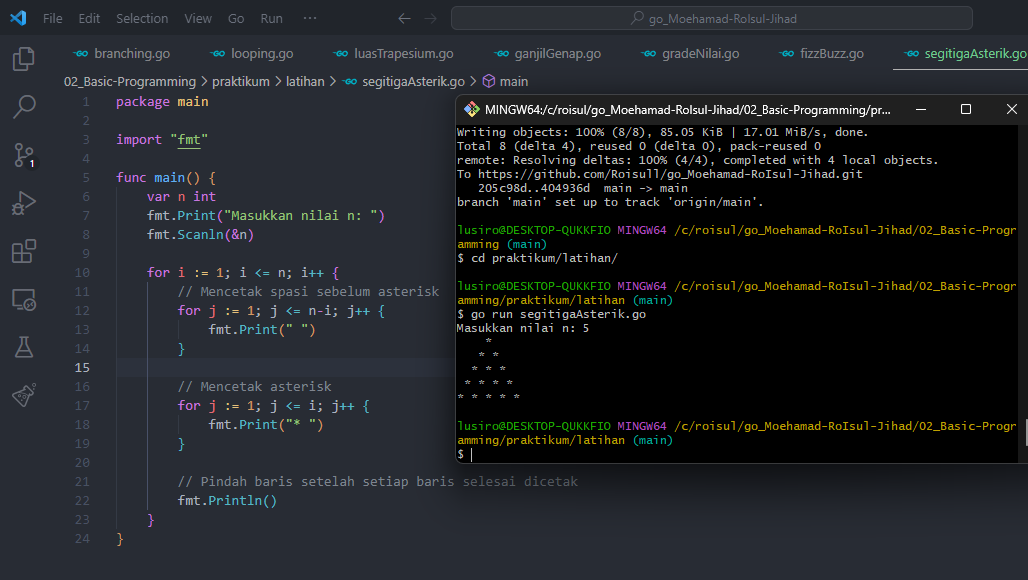 File Edit Selection View Go Run ··· ← → go_Moehamad-RoIsul-Jihad
branching.go looping.go luasTrapesium.go ganjilGenap.go gradeNilai.go fizzBuzz.go segitigaAsterik.go
02_Basic-Programming > praktikum > latihan > segitigaAsterik.go > main
1 package main
2
3 import "fmt"
4
5 func main() {
6 var n int
7 fmt.Print("Masukkan nilai n: ")
8 fmt.Scanln(&n)
9
10 for i := 1; i <= n; i++ {
11 // Mencetak spasi sebelum asterisk
12 for j := 1; j <= n-i; j++ {
13 fmt.Print(" ")
14 }
15
16 // Mencetak asterisk
17 for j := 1; j <= i; j++ {
18 fmt.Print("* ")
19 }
20
21 // Pindah baris setelah setiap baris selesai dicetak
22 fmt.Println()
23 }
24 }
1
MINGW64:/c/roisul/go_Moehamad-RoIsul-Jihad/02_Basic-Programming/pr...
Writing objects: 100% (8/8), 85.05 KiB | 17.01 MiB/s, done.
Total 8 (delta 4), reused 0 (delta 0), pack-reused 0
remote: Resolving deltas: 100% (4/4), completed with 4 local objects.
To https://github.com/Roisull/go_Moehamad-RoIsul-Jihad.git
205c98d..404936d main -> main
branch 'main' set up to track 'origin/main'.
lusiro@DESKTOP-QUKKFIO MINGW64 /c/roisul/go_Moehamad-RoIsul-Jihad/02_Basic-Progr
amming (main)
$ cd praktikum/latihan/
lusiro@DESKTOP-QUKKFIO MINGW64 /c/roisul/go_Moehamad-RoIsul-Jihad/02_Basic-Progr
amming/praktikum/latihan (main)
$ go run segitigaAsterik.go
Masukkan nilai n: 5
*
* *
* * *
* * * *
* * * * *
lusiro@DESKTOP-QUKKFIO MINGW64 /c/roisul/go_Moehamad-RoIsul-Jihad/02_Basic-Progr
amming/praktikum/latihan (main)
$